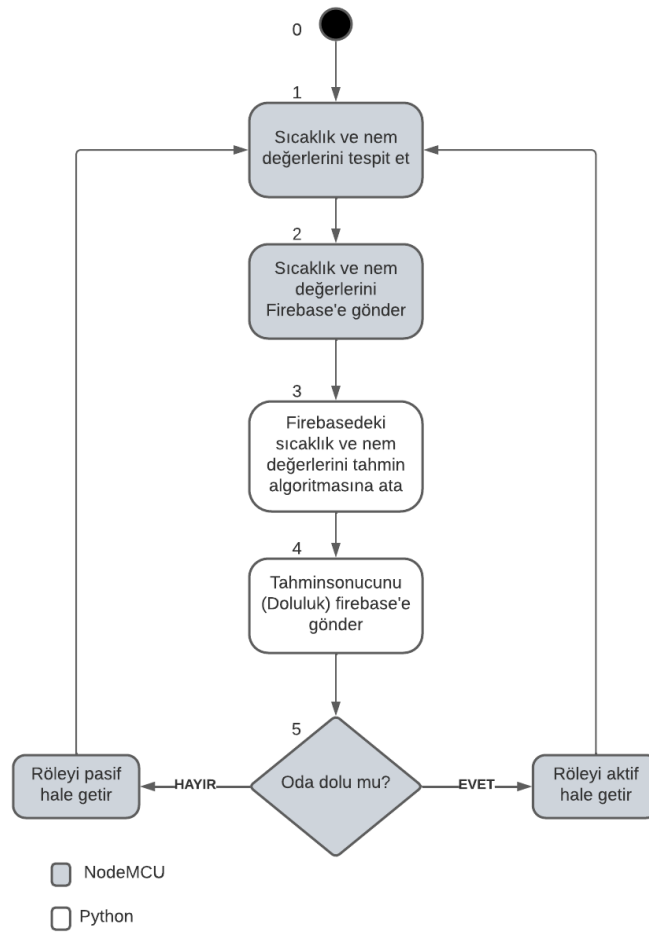 0
1
Sıcaklık ve nem
değerlerini tespit et
2
Sıcaklık ve nem
değerlerini
Firebase'e gönder
3
Firebasedeki
sıcaklık ve nem
değerlerini tahmin
algoritmasına ata
4
Tahminsonucunu
(Doluluk) firebase'e
gönder
5
Oda dolu mu?
HAYIR
EVET
Röleyi pasif
hale getir
Röleyi aktif
hale getir
NodeMCU
Python